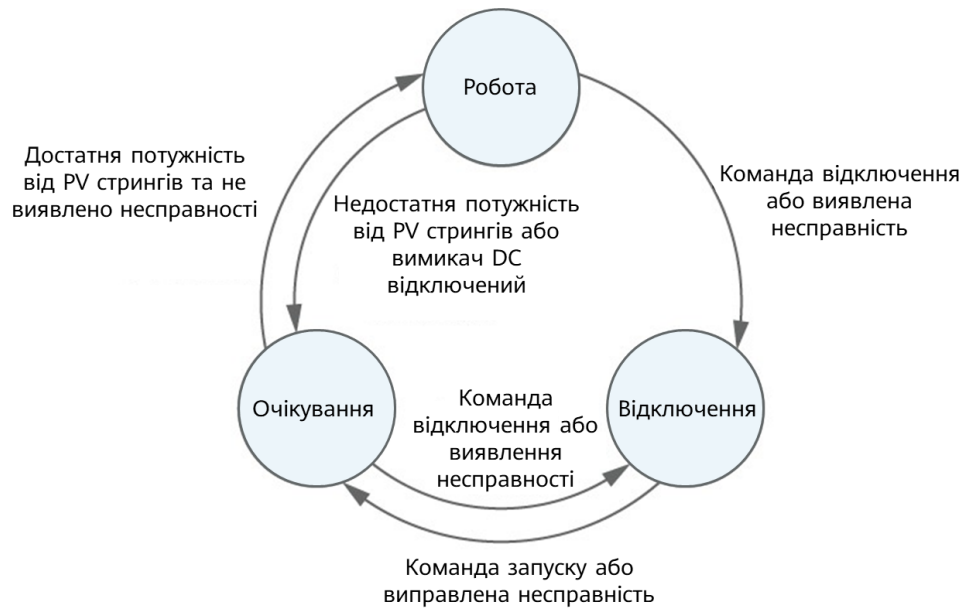 Робота
Достатня потужність
від PV стрингів та не
виявлено несправності
Недостатня потужність
від PV стрингів або
вимикач DC
відключений
Команда відключення
або виявлена
несправність
Очікування
Команда
відключення або
виявлення
несправності
Відключення
Команда запуску або
виправлена несправність